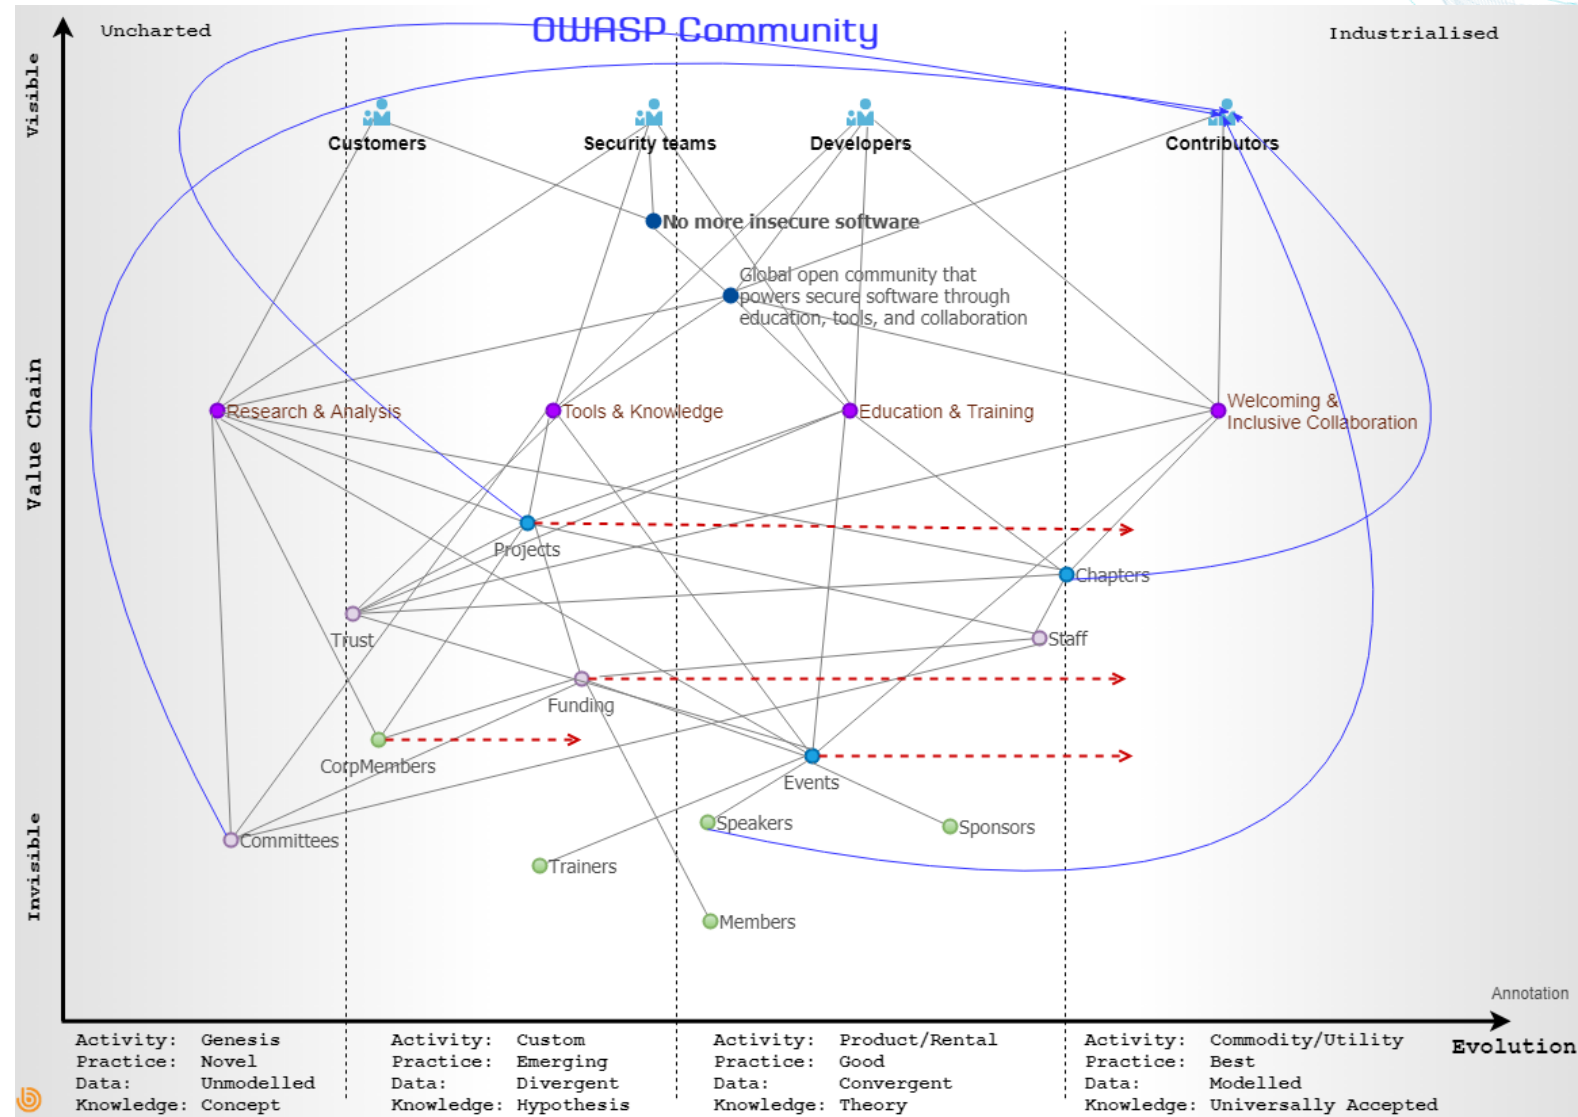 OWASP Community
Uncharted
Industrialised
Visible
Value Chain
Invisible
Customers
Security teams
Developers
Contributors
No more insecure software
Global open community that
powers secure software through
education, tools, and collaboration
Research & Analysis
Tools & Knowledge
Education & Training
Welcoming &
Inclusive Collaboration
Projects
Chapters
Trust
Staff
Funding
CorpMembers
Events
Speakers
Sponsors
Committees
Trainers
Members
Annotation
Evolution
Activity: Genesis
Practice: Novel
Data: Unmodelled
Knowledge: Concept
Activity: Custom
Practice: Emerging
Data: Divergent
Knowledge: Hypothesis
Activity: Product/Rental
Practice: Good
Data: Convergent
Knowledge: Theory
Activity: Commodity/Utility
Practice: Best
Data: Modelled
Knowledge: Universally Accepted